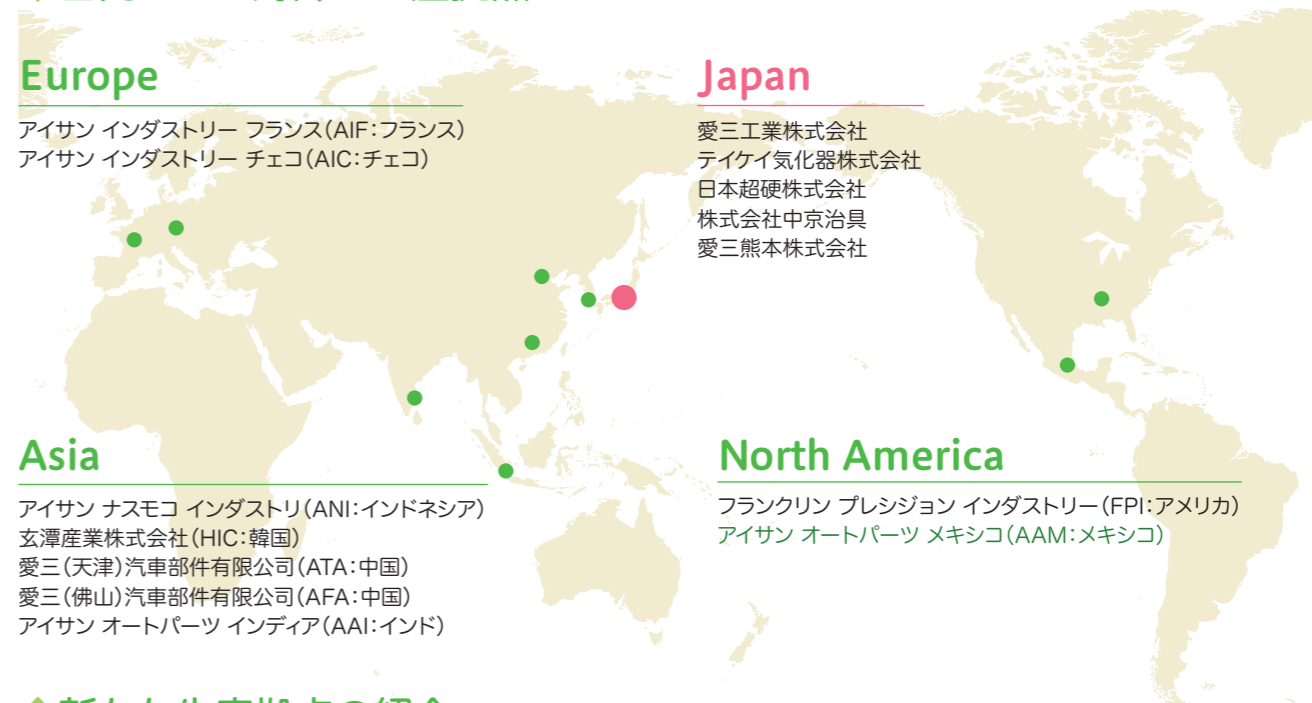 Europe
アイサン インダストリー フランス(AIF:フランス)
アイサン インダストリー チェコ(AIC:チェコ)
Japan
愛三工業株式会社
テイケイ気化器株式会社
日本超硬株式会社
株式会社中京治具
愛三熊本株式会社
Asia
アイサン ナスモコ インダストリ(ANI:インドネシア)
玄潭産業株式会社(HIC:韓国)
愛三(天津)汽車部件有限公司(ATA:中国)
愛三(佛山)汽車部件有限公司(AFA:中国)
アイサン オートパーツ インディア(AAI:インド)
North America
フランクリン プレシジョン インダストリー(FPI:アメリカ)
アイサン オートパーツ メキシコ(AAM:メキシコ)